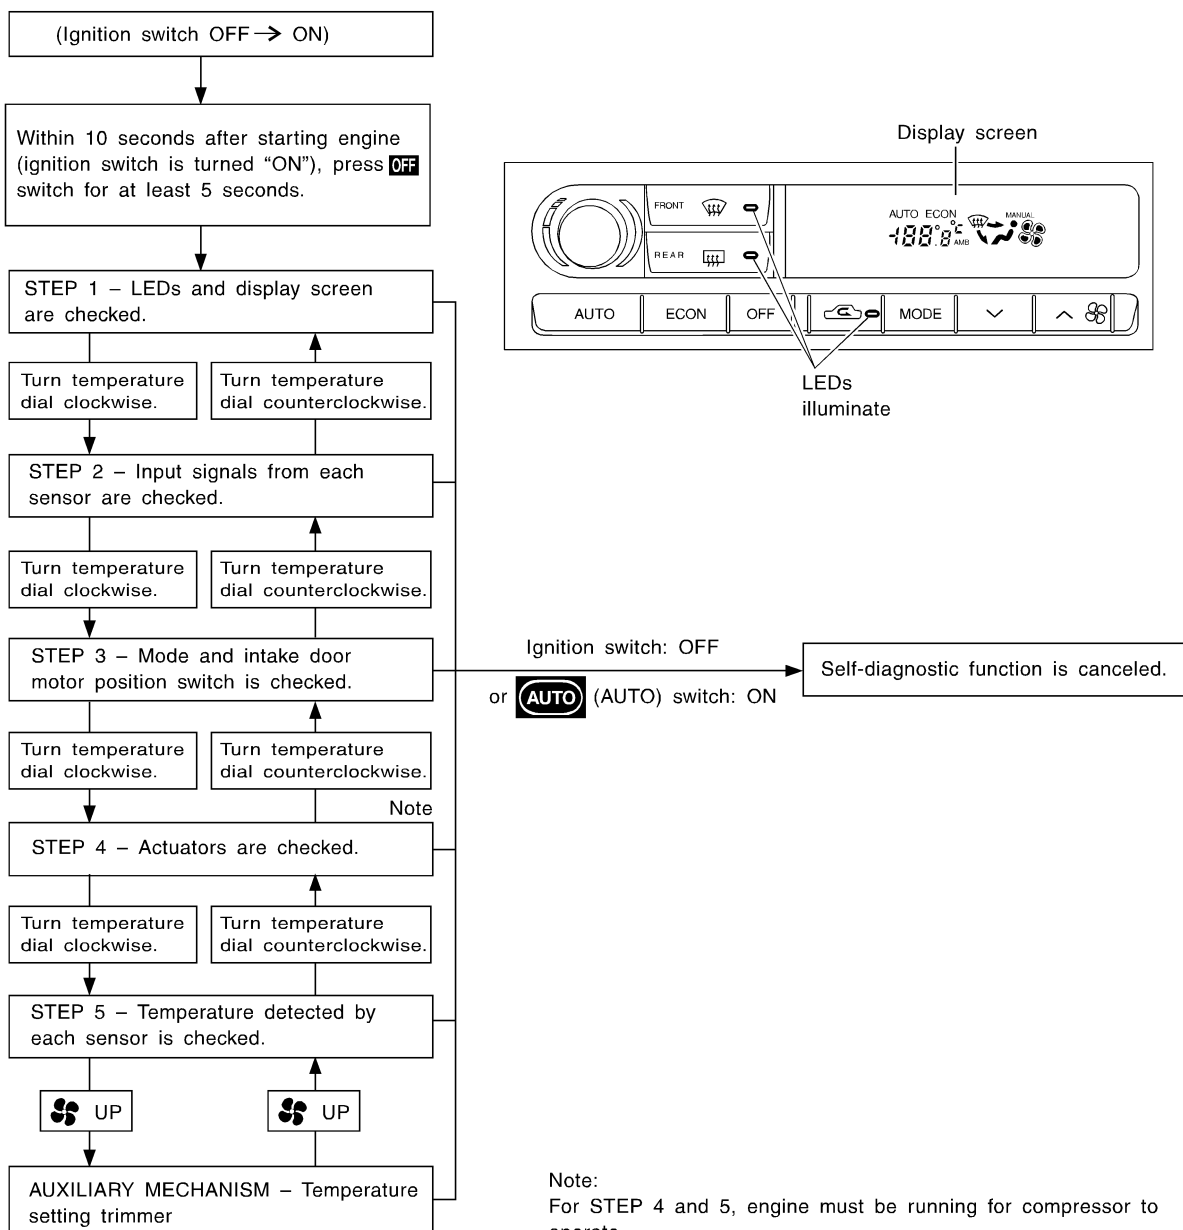 (Ignition switch OFF → ON)
Within 10 seconds after starting engine
(ignition switch is turned “ON”), press OFF
switch for at least 5 seconds.
STEP 1 – LEDs and display screen
are checked.
Turn temperature
dial clockwise.
Turn temperature
dial counterclockwise.
STEP 2 – Input signals from each
sensor are checked.
Turn temperature
dial clockwise.
Turn temperature
dial counterclockwise.
STEP 3 – Mode and intake door
motor position switch is checked.
Turn temperature
dial clockwise.
Turn temperature
dial counterclockwise.
Note
STEP 4 – Actuators are checked.
Turn temperature
dial clockwise.
Turn temperature
dial counterclockwise.
STEP 5 – Temperature detected by
each sensor is checked.
UP
UP
AUXILIARY MECHANISM – Temperature
setting trimmer
Display screen
FRONT
REAR
AUTO ECON
MANUAL
-188.8°C
AMB
AUTO
ECON
OFF
MODE
LEDs
illuminate
Ignition switch: OFF
or AUTO (AUTO) switch: ON
Self-diagnostic function is canceled.
Note:
For STEP 4 and 5, engine must be running for compressor to